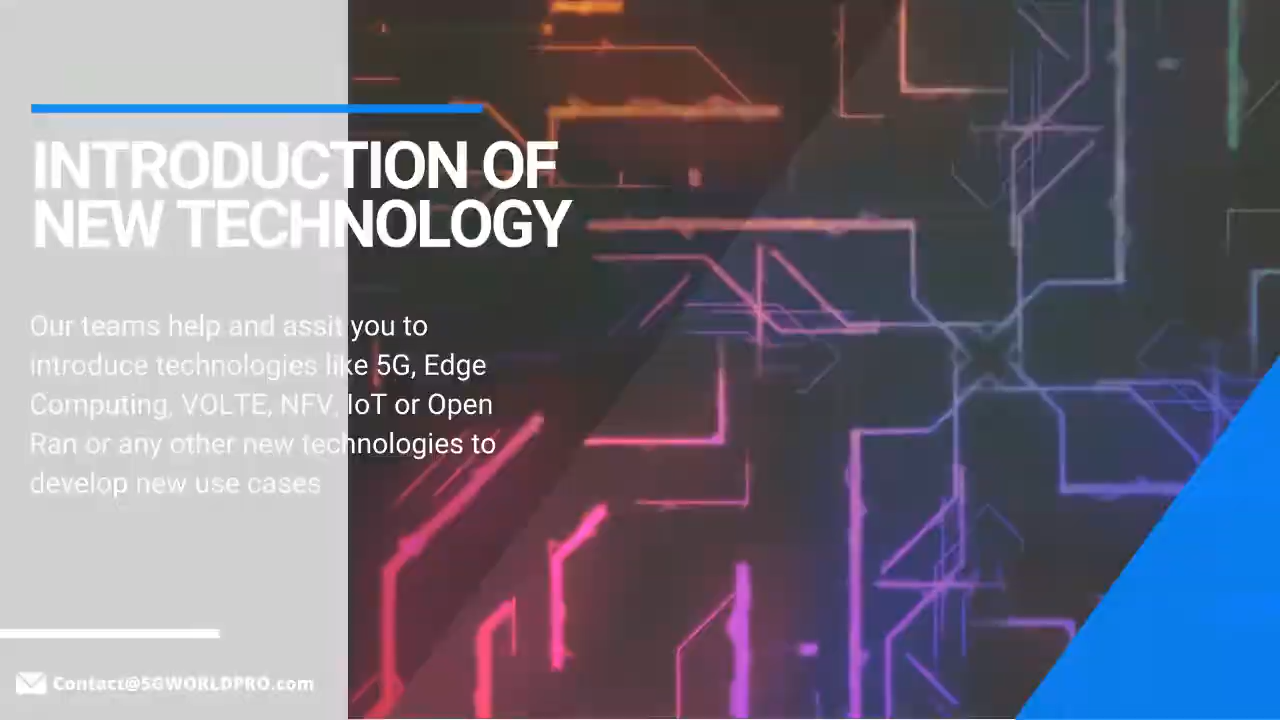 INTRODUCTION OF
NEW TECHNOLOGY
Our teams help and assit you to
introduce technologies like 5G, Edge
Computing, VOLTE, NFV, IoT or Open
Ran or any other new technologies to
develop new use cases
Contact@5GWORLDPRO.com